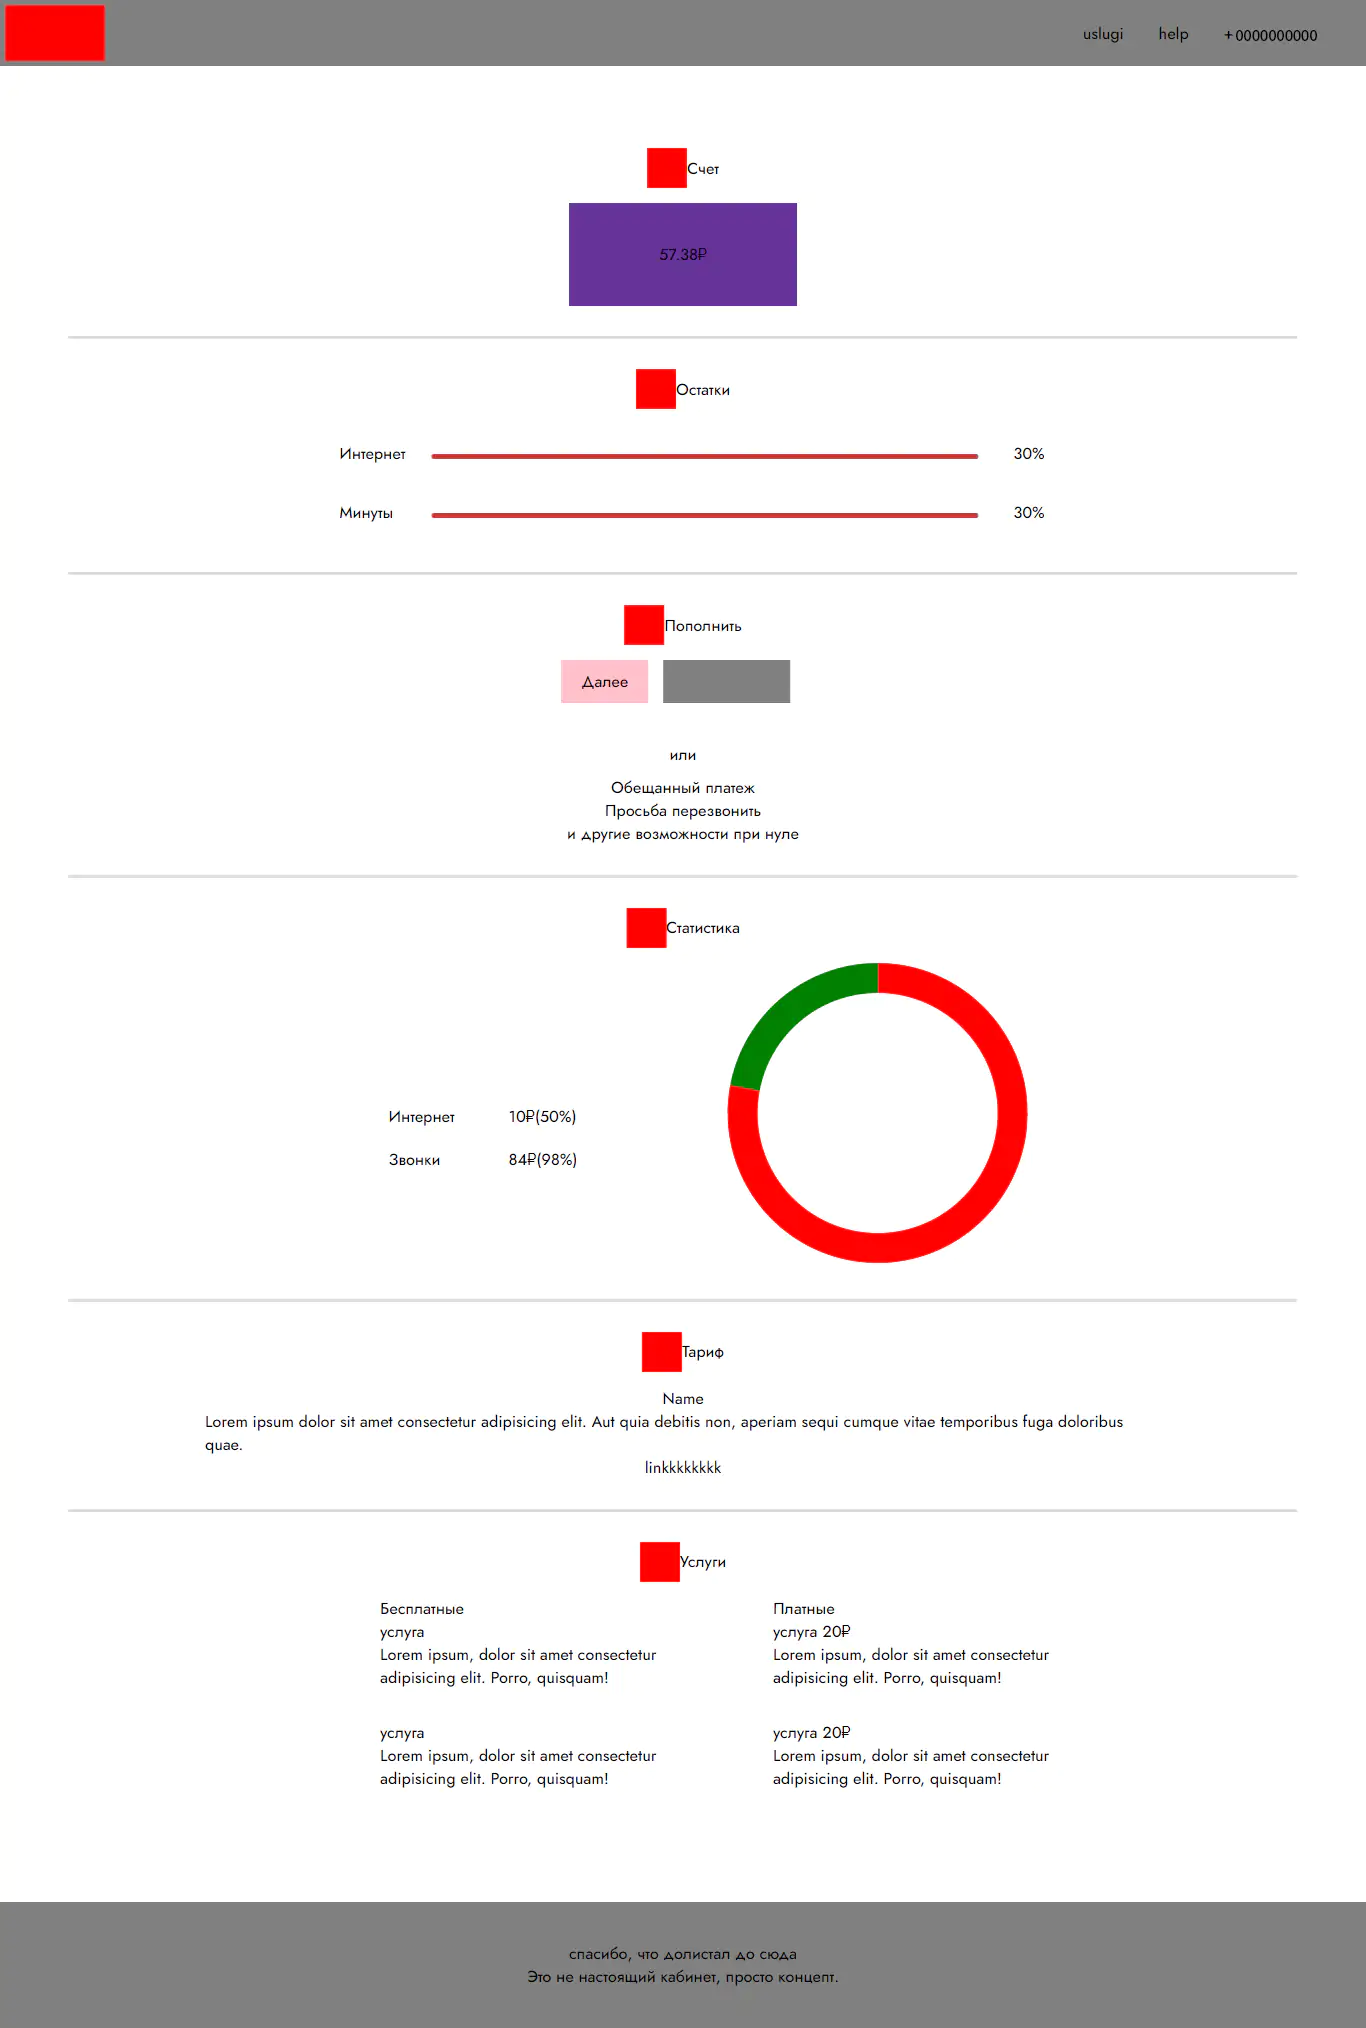 uslugi help +0000000000
Счет
57.38₽
Остатки
Интернет 30%
Минуты 30%
Пополнить
Далее
или
Обещанный платеж
Просьба перезвонить
и другие возможности при нуле
Статистика
Интернет 10₽(50%)
Звонки 84₽(98%)
Тариф
Name
Lorem ipsum dolor sit amet consectetur adipisicing elit. Aut quia debitis non, aperiam sequi cumque vitae temporibus fuga doloribus
quae.
linkkkkkkkk
Услуги
Бесплатные
услуга
Lorem ipsum, dolor sit amet consectetur
adipisicing elit. Porro, quisquam!
услуга
Lorem ipsum, dolor sit amet consectetur
adipisicing elit. Porro, quisquam!
Платные
услуга 20₽
Lorem ipsum, dolor sit amet consectetur
adipisicing elit. Porro, quisquam!
услуга 20₽
Lorem ipsum, dolor sit amet consectetur
adipisicing elit. Porro, quisquam!
спасибо, что долистал до сюда
Это не настоящий кабинет, просто концепт.